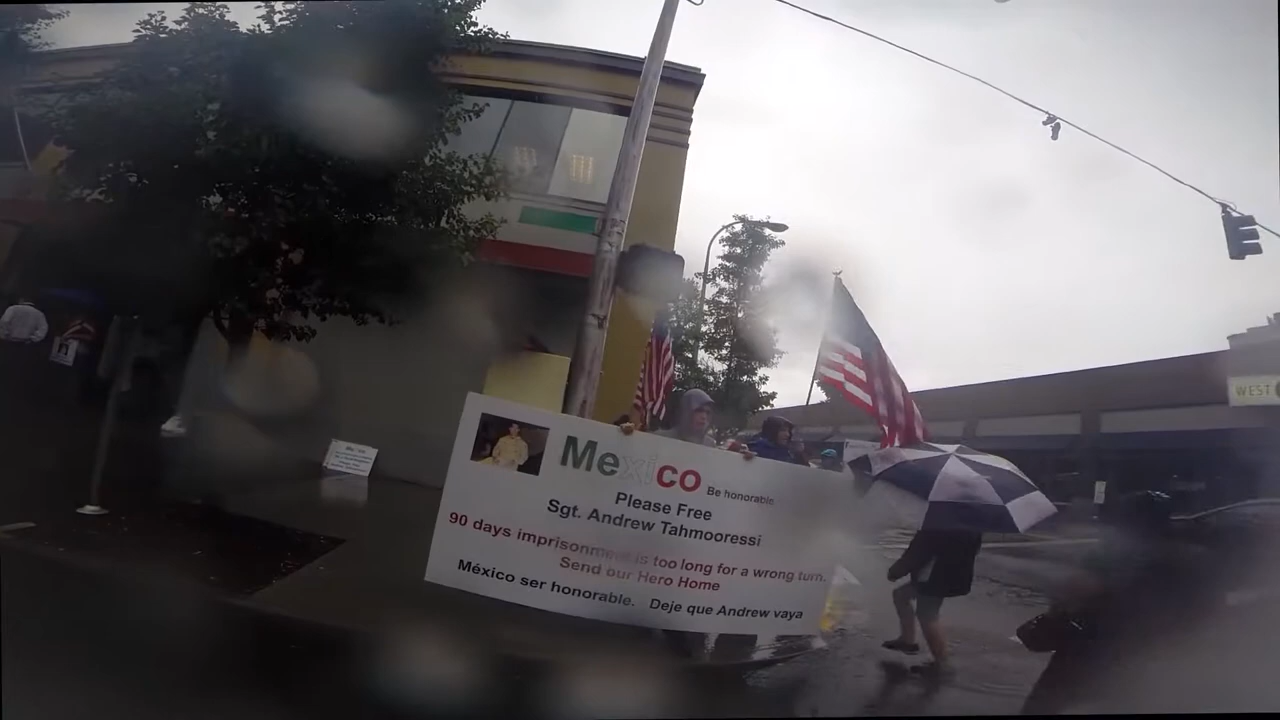 Mexico Be honorable
Please Free
Sgt. Andrew Tahmooressi
90 days imprisonment is too long for a wrong turn.
Send our Hero Home
México ser honorable. Deje que Andrew vaya
WEST